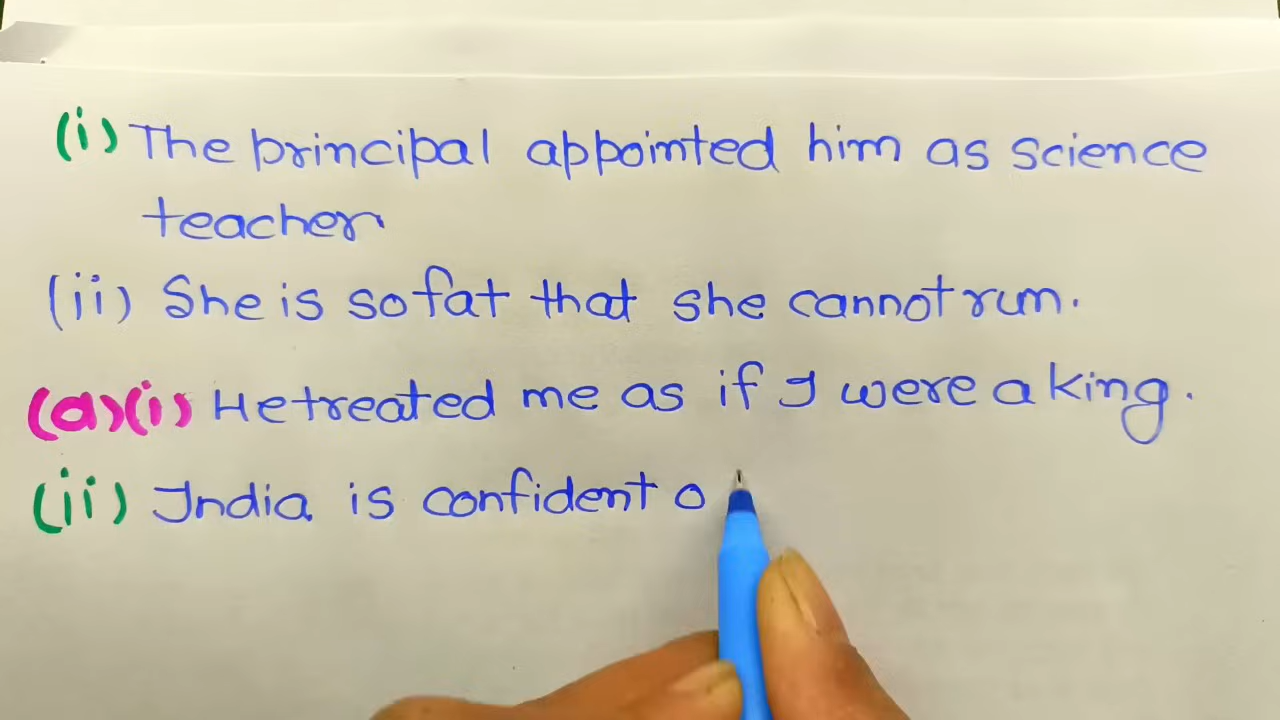 (i) The principal appointed him as science
teacher
(ii) She is so fat that she cannot run.
(a)(i) He treated me as if I were a king.
(ii) India is confident o